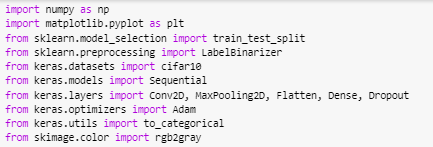 import numpy as np
import matplotlib.pyplot as plt
from sklearn.model_selection import train_test_split
from sklearn.preprocessing import LabelBinarizer
from keras.datasets import cifar10
from keras.models import Sequential
from keras.layers import Conv2D, MaxPooling2D, Flatten, Dense, Dropout
from keras.optimizers import Adam
from keras.utils import to_categorical
from skimage.color import rgb2gray